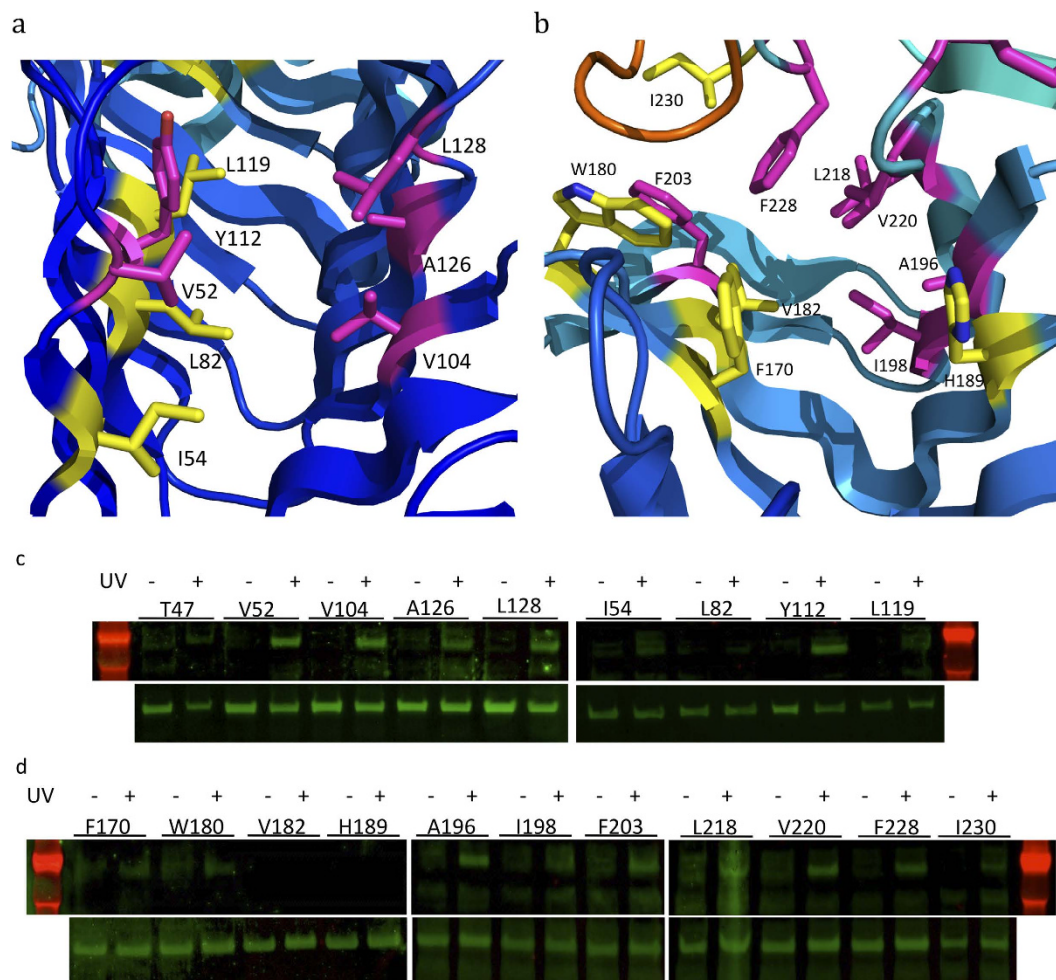 a
L128
L119
Y112
V52
L82
A126
V104
I54
b
I230
W180
F203
F228
L218
V220
A196
V182
I198
F170
H189
c
UV - + - + - + - + - + - + - + - + - +
T47 V52 V104 A126 L128 I54 L82 Y112 L119
d
UV - + - + - + - + - + - + - + - + - + - + - +
F170 W180 V182 H189 A196 I198 F203 L218 V220 F228 I230